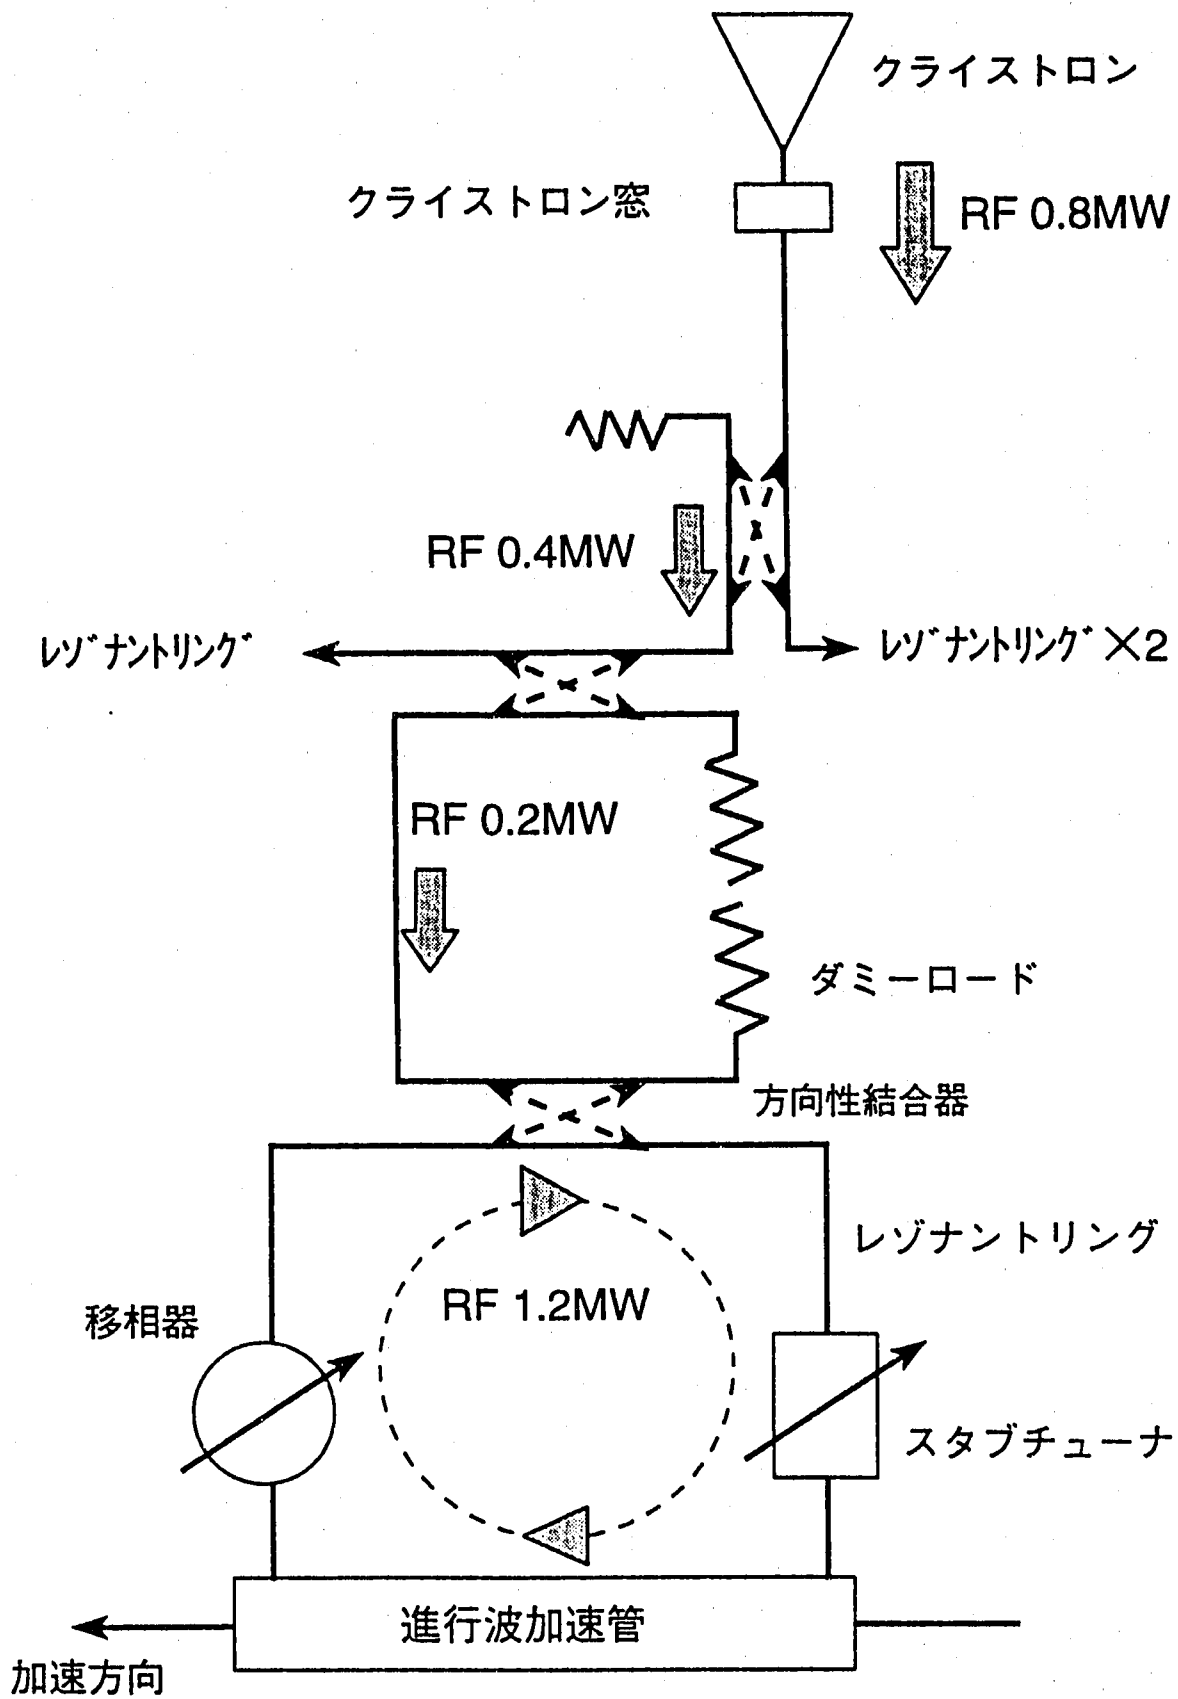 クライストロン
クライストロン窓
RF 0.8MW
RF 0.4MW
レゾナントリング
レゾナントリング×2
RF 0.2MW
ダミーロード
方向性結合器
レゾナントリング
RF 1.2MW
移相器
スタブチューナ
進行波加速管
加速方向